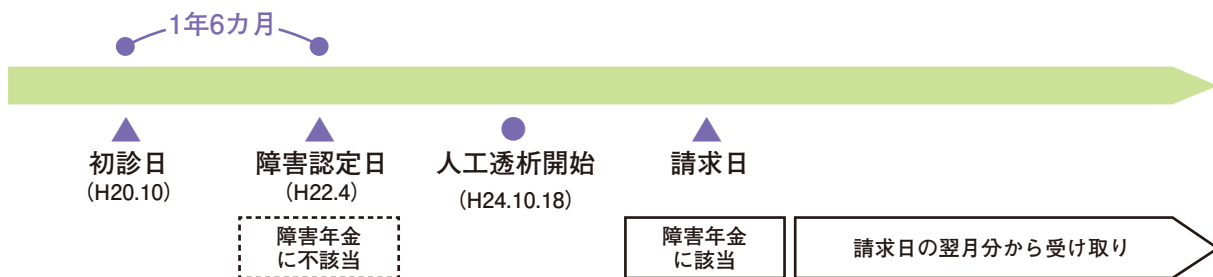 1年6カ月
初診日
(H20.10)
障害認定日
(H22.4)
人工透析開始
(H24.10.18)
請求日
障害年金
に不該当
障害年金
に該当
請求日の翌月分から受け取り